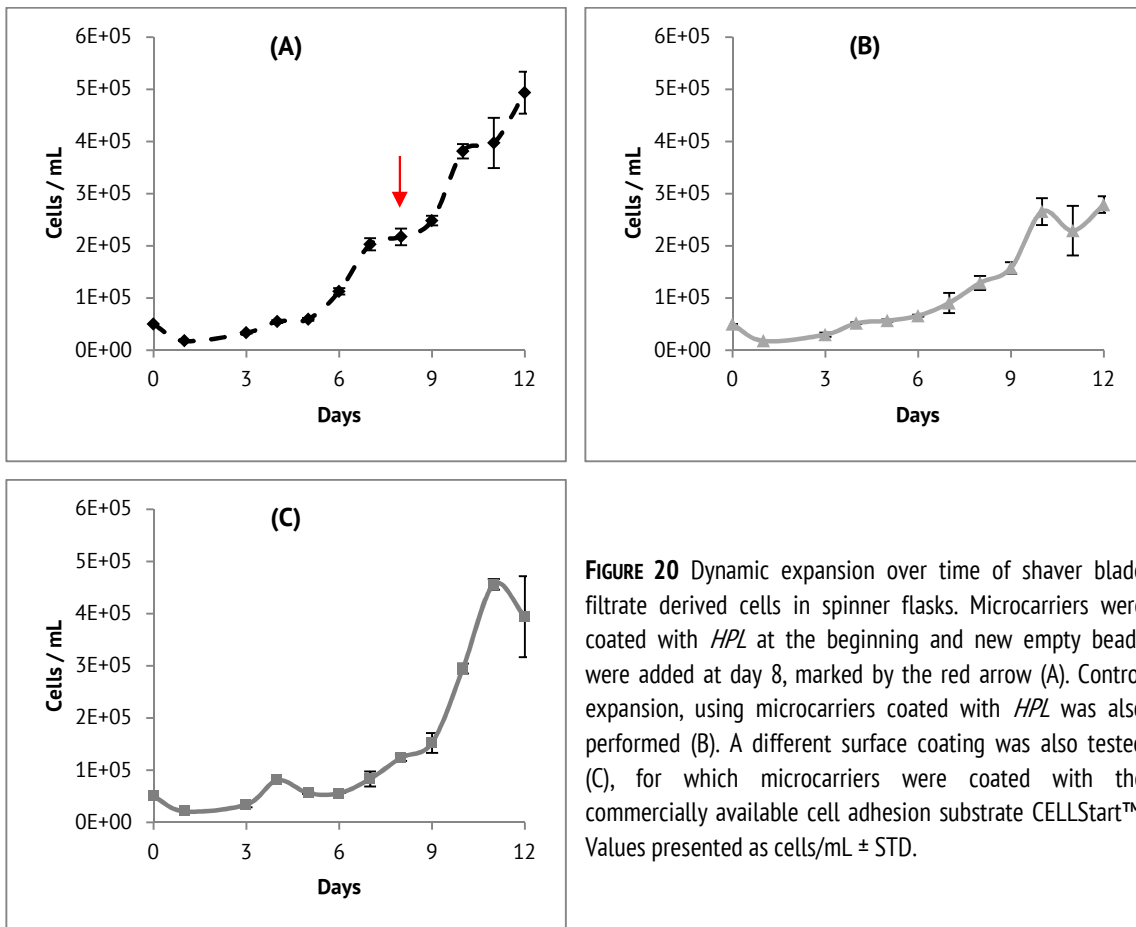 (A)
6E+05
5E+05
4E+05
3E+05
2E+05
1E+05
0E+00
Cells / mL
0 3 6 9 12
Days
(B)
6E+05
5E+05
4E+05
3E+05
2E+05
1E+05
0E+00
Cells / mL
0 3 6 9 12
Days
(C)
6E+05
5E+05
4E+05
3E+05
2E+05
1E+05
0E+00
Cells / mL
0 3 6 9 12
Days
FIGURE 20 Dynamic expansion over time of shaver blade
filtrate derived cells in spinner flasks. Microcarriers were
coated with HPL at the beginning and new empty bead
were added at day 8, marked by the red arrow (A). Contro
expansion, using microcarriers coated with HPL was also
performed (B). A different surface coating was also tested
(C), for which microcarriers were coated with the
commercially available cell adhesion substrate CELLStart™
Values presented as cells/mL ± STD.